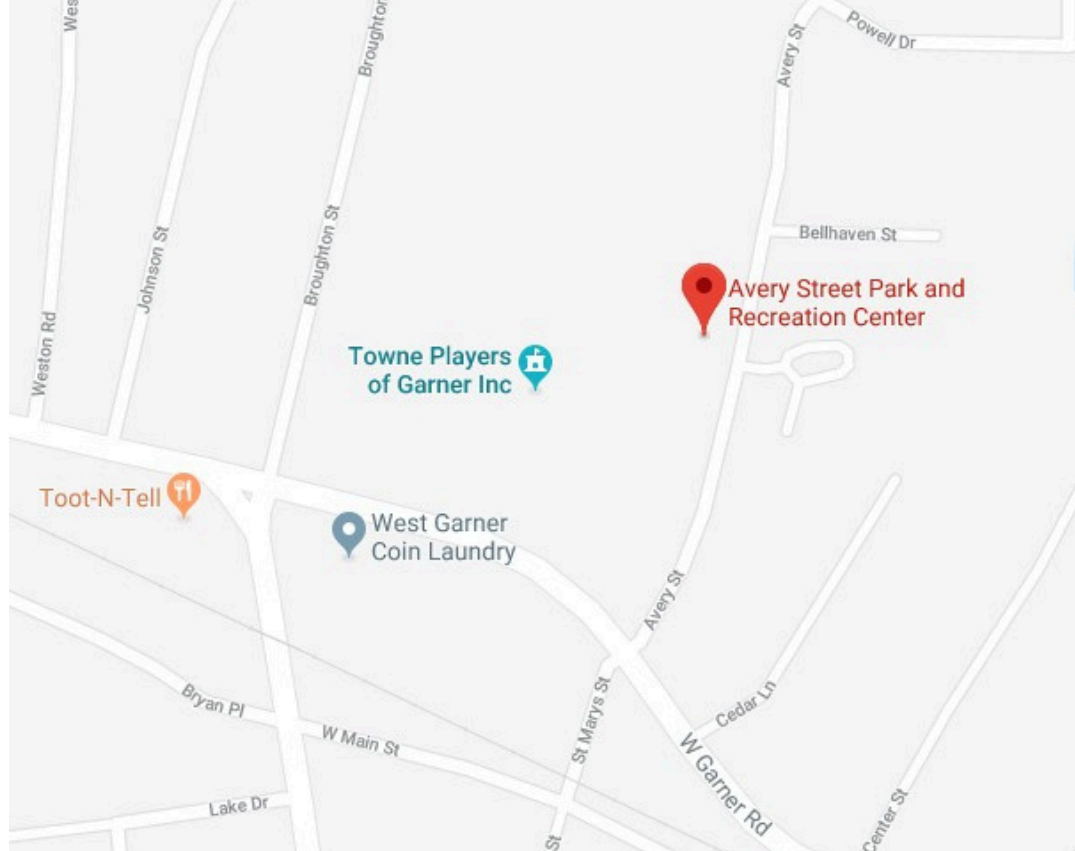 Wes
Broughton
Avery St
Powell Dr
Bellhaven St
Johnson St
Broughton St
Avery Street Park and
Recreation Center
Weston Rd
Towne Players
of Garner Inc
Toot-N-Tell
West Garner
Coin Laundry
Avery St
Bryan Pl
W Main St
St Marys St
Cedar Ln
W Garner Rd
Lake Dr
Center St
St